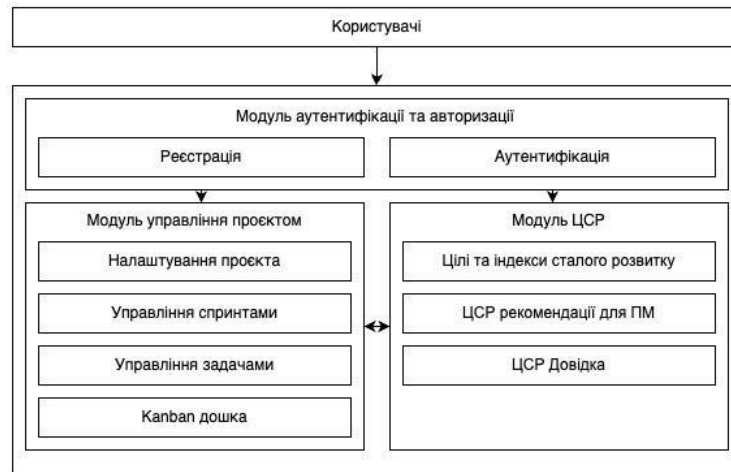 Користувачі
Модуль аутентифікації та авторизації
Реєстрація
Аутентифікація
Модуль управління проєктом
Налаштування проєкта
Управління спринтами
Управління задачами
Kanban дошка
Модуль ЦСР
Цілі та індекси сталого розвитку
ЦСР рекомендації для ПМ
ЦСР Довідка